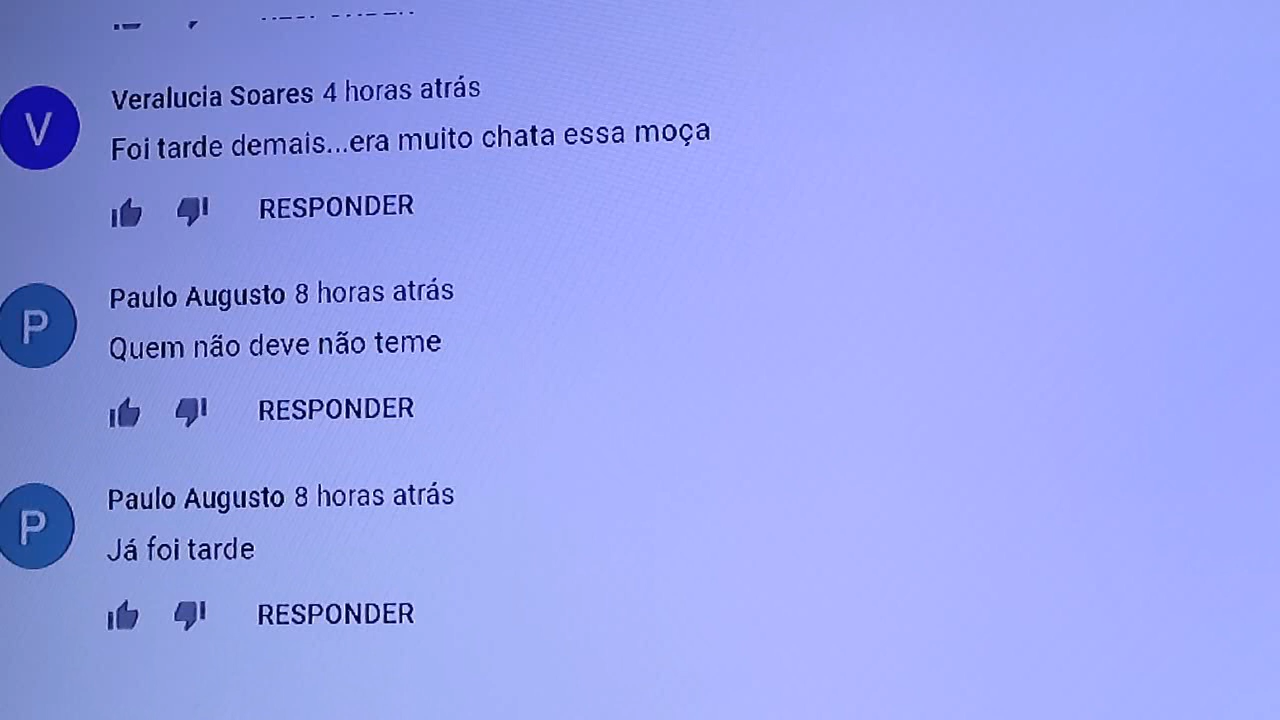 Veralucia Soares 4 horas atrás
V
Foi tarde demais...era muito chata essa moça
RESPONDER
Paulo Augusto 8 horas atrás
P
Quem não deve não teme
RESPONDER
Paulo Augusto 8 horas atrás
P
Já foi tarde
RESPONDER